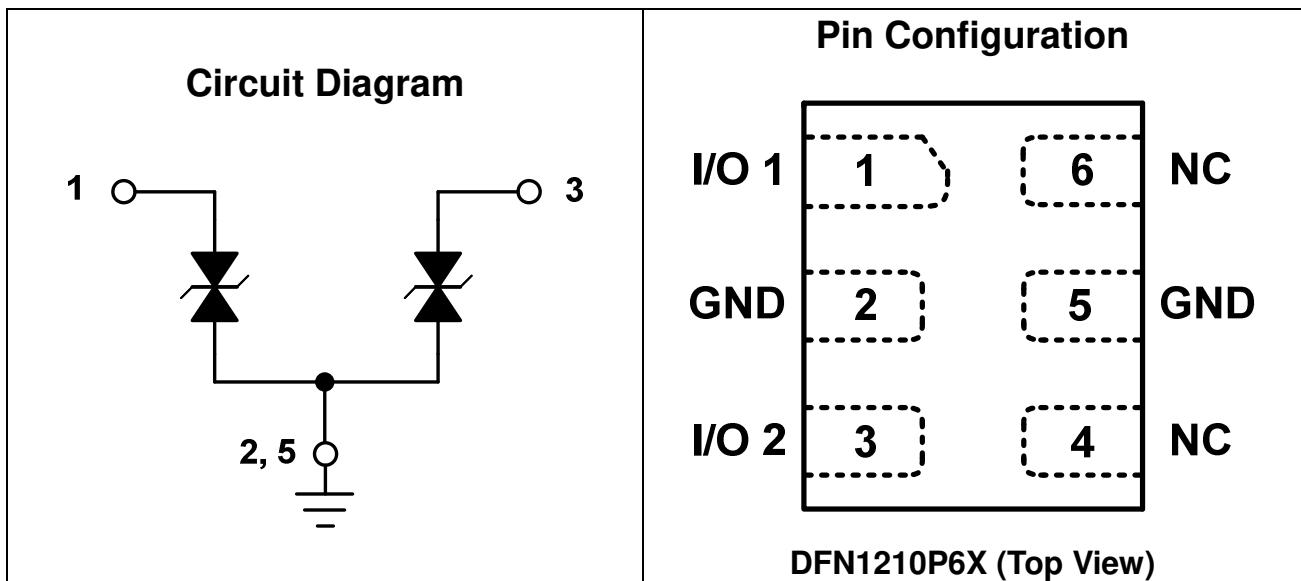 Circuit Diagram
1
3
2, 5
Pin Configuration
I/O 1 1 6 NC
GND 2 5 GND
I/O 2 3 4 NC
DFN1210P6X (Top View)